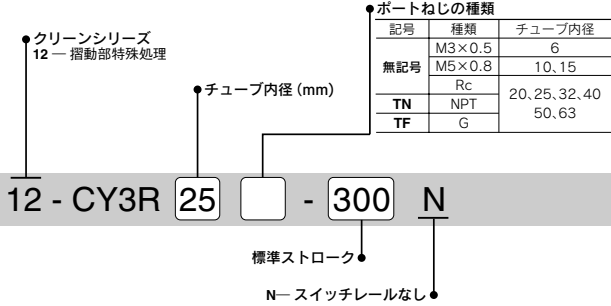 クリーンシリーズ
12 ― 摺動部特殊処理
チューブ内径(mm)
ポートねじの種類
記号 種類 チューブ内径
無記号 M3×0.5 6
M5×0.8 10、15
Rc 20、25、32、40
TN NPT 50、63
TF G
12 - CY3R 25 - 300 N
標準ストローク
N― スイッチレールなし